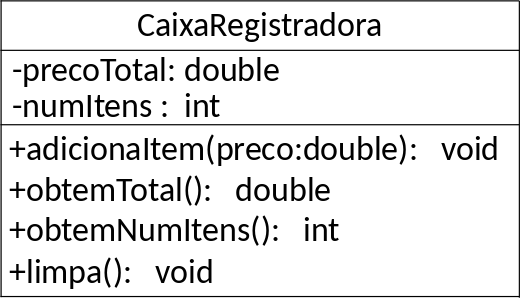 CaixaRegistradora
-precoTotal: double
-numItens : int
+adicionaItem(preco:double): void
+obtemTotal(): double
+obtemNumItens(): int
+limpa(): void